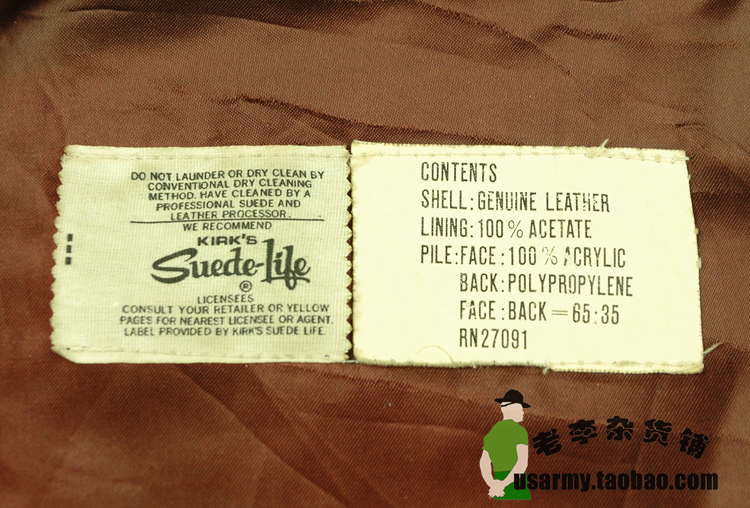 DO NOT LAUNDER OR DRY CLEAN BY
CONVENTIONAL DRY CLEANING
METHOD. HAVE CLEANED BY A
PROFESSIONAL SUEDE AND
LEATHER PROCESSOR.
WE RECOMMEND
KIRK'S
Suede-Life
®
LICENSEES
CONSULT YOUR RETAILER OR YELLOW
PAGES FOR NEAREST LICENSEE OR AGENT.
LABEL PROVIDED BY KIRK'S SUEDE LIFE.
CONTENTS
SHELL: GENUINE LEATHER
LINING: 100% ACETATE
PILE: FACE: 100% ACRYLIC
BACK: POLYPROPYLENE
FACE: BACK = 65:35
RN27091
老李杂货铺
usarmy.taobao.com